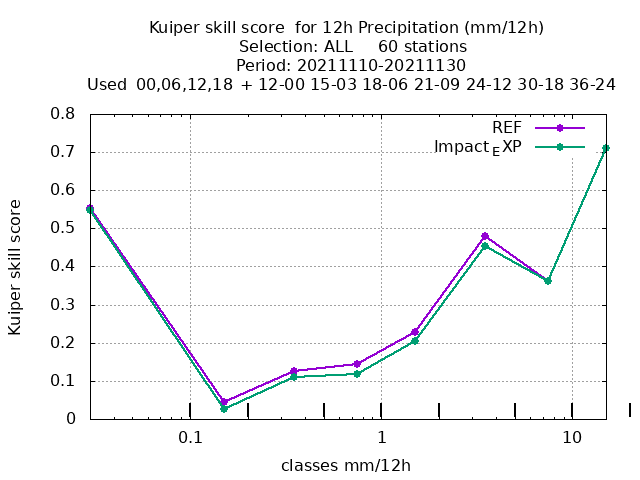 Kuiper skill score  for 12h Precipitation (mm/12h)
Selection: ALL     60 stations
Period: 20211110-20211130
Used  00,06,12,18  + 12-00 15-03 18-06 21-09 24-12 30-18 36-24
REF
Impact_EXP
Kuiper skill score
0.8
0.7
0.6
0.5
0.4
0.3
0.2
0.1
0
0.1 1 10
classes mm/12h